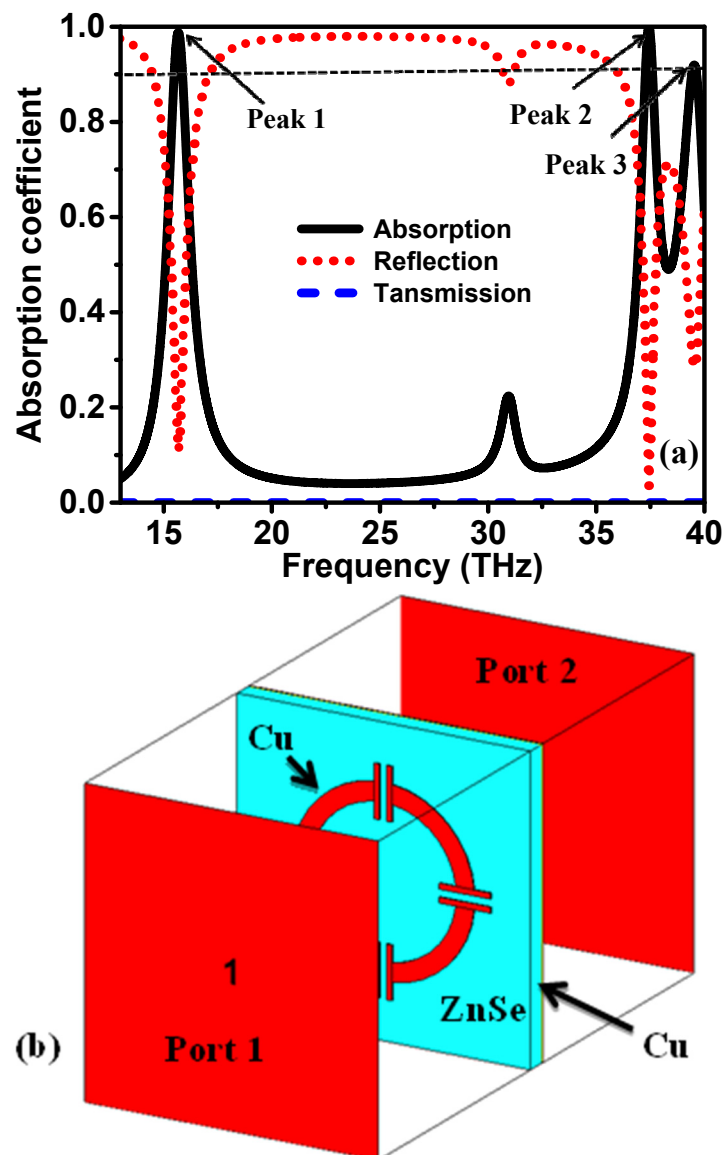 1.0
0.8
0.6
0.4
0.2
0.0
Absorption coefficient
Peak 1
Peak 2
Peak 3
Absorption
Reflection
Tansmission
(a)
15 20 25 30 35 40
Frequency (THz)
Port 2
Cu
1
Port 1
ZnSe
Cu
(b)